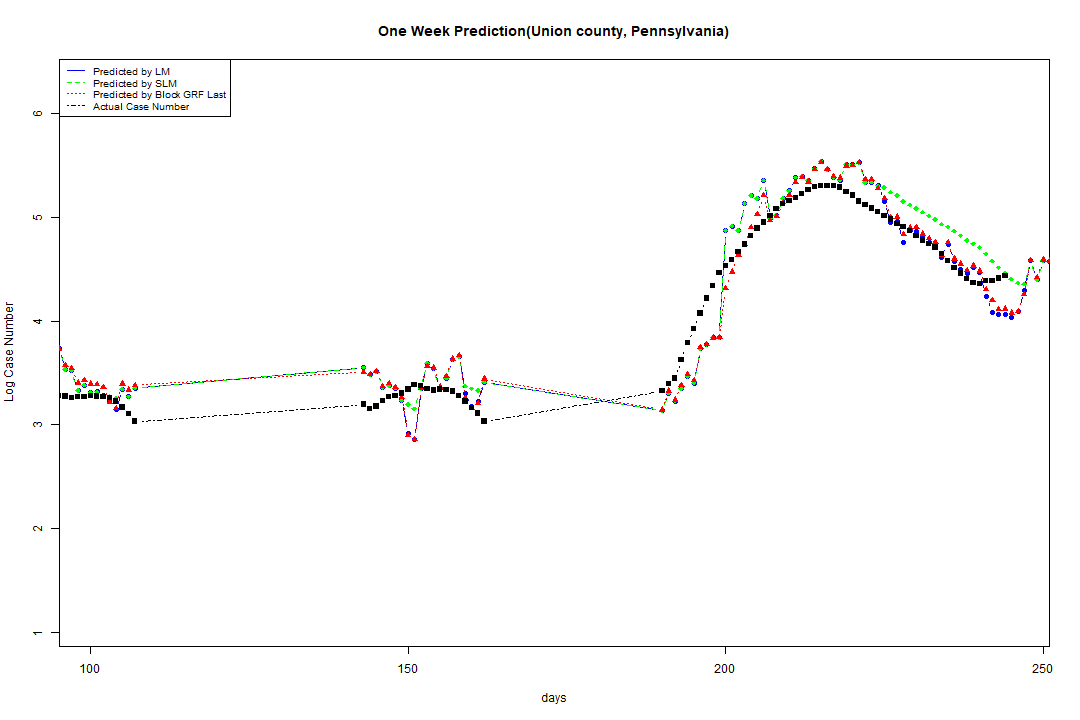 One Week Prediction(Union county, Pennsylvania)
Predicted by LM
Predicted by SLM
Predicted by Block GRF Last
Actual Case Number
6
5
4
3
2
1
Log Case Number
100 150 200 250
days